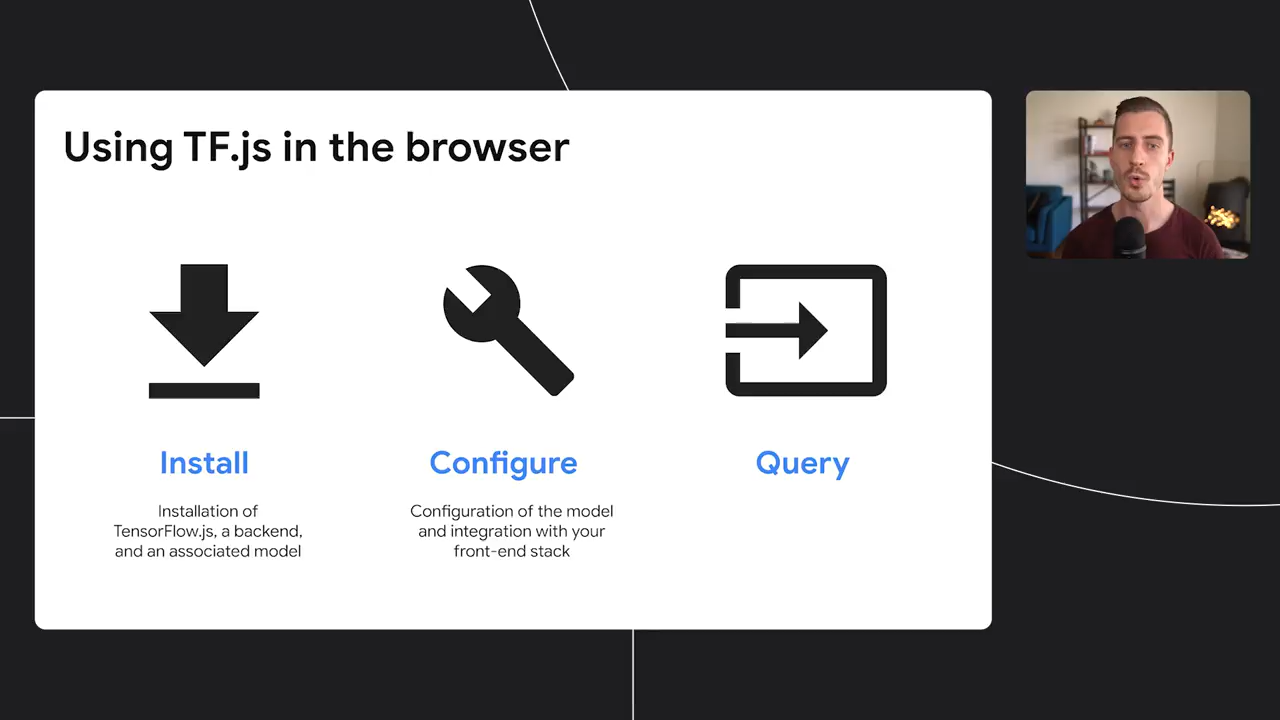 Using TF.js in the browser
Install
Installation of
TensorFlow.js, a backend,
and an associated model
Configure
Configuration of the model
and integration with your
front-end stack
Query